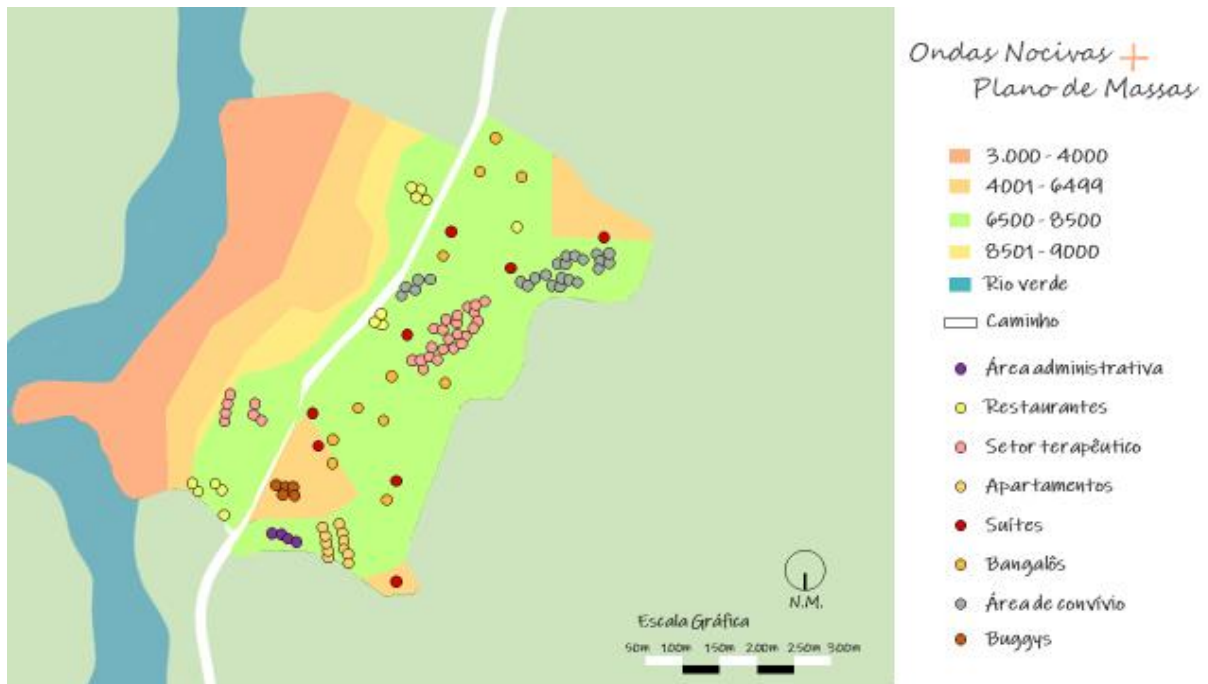 Ondas Nocivas +
Plano de Massas
3.000 - 4000
4001 - 6499
6500 - 8500
8501 - 9000
Rio verde
Caminho
Área administrativa
Restaurantes
Setor terapêutico
Apartamentos
Suítes
Bangalôs
Área de convívio
Buggys
N.M.
Escala Gráfica
50m 100m 150m 200m 250m 300m